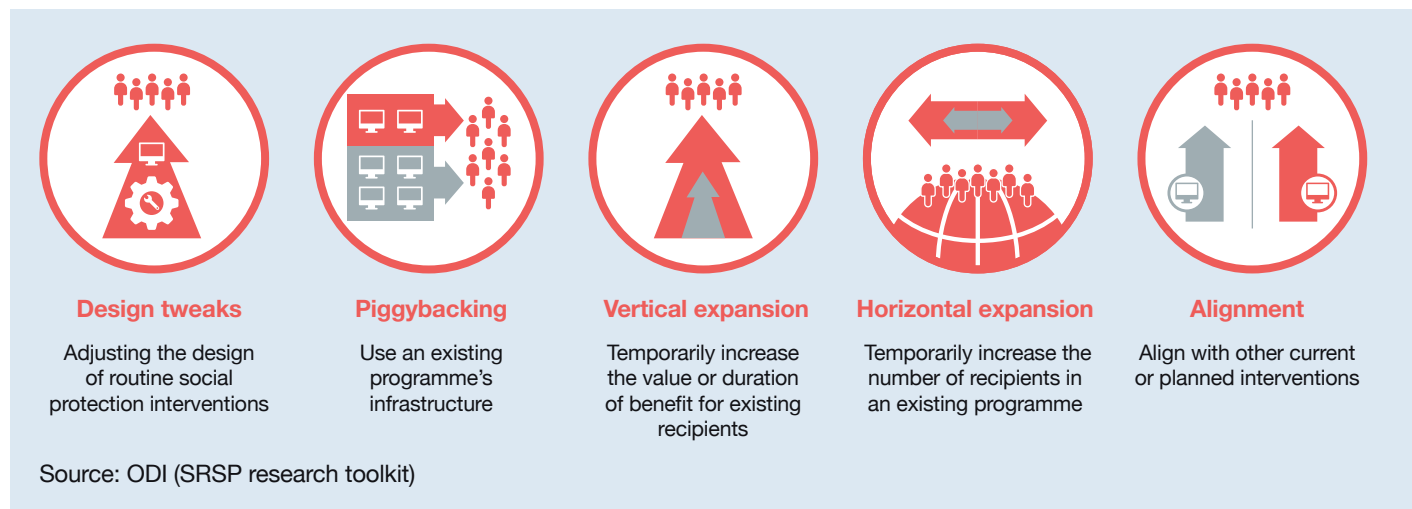 Design tweaks
Adjusting the design
of routine social
protection interventions
Piggybacking
Use an existing
programme's
infrastructure
Vertical expansion
Temporarily increase
the value or duration
of benefit for existing
recipients
Horizontal expansion
Temporarily increase the
number of recipients in
an existing programme
Alignment
Align with other current
or planned interventions
Source: ODI (SRSP research toolkit)